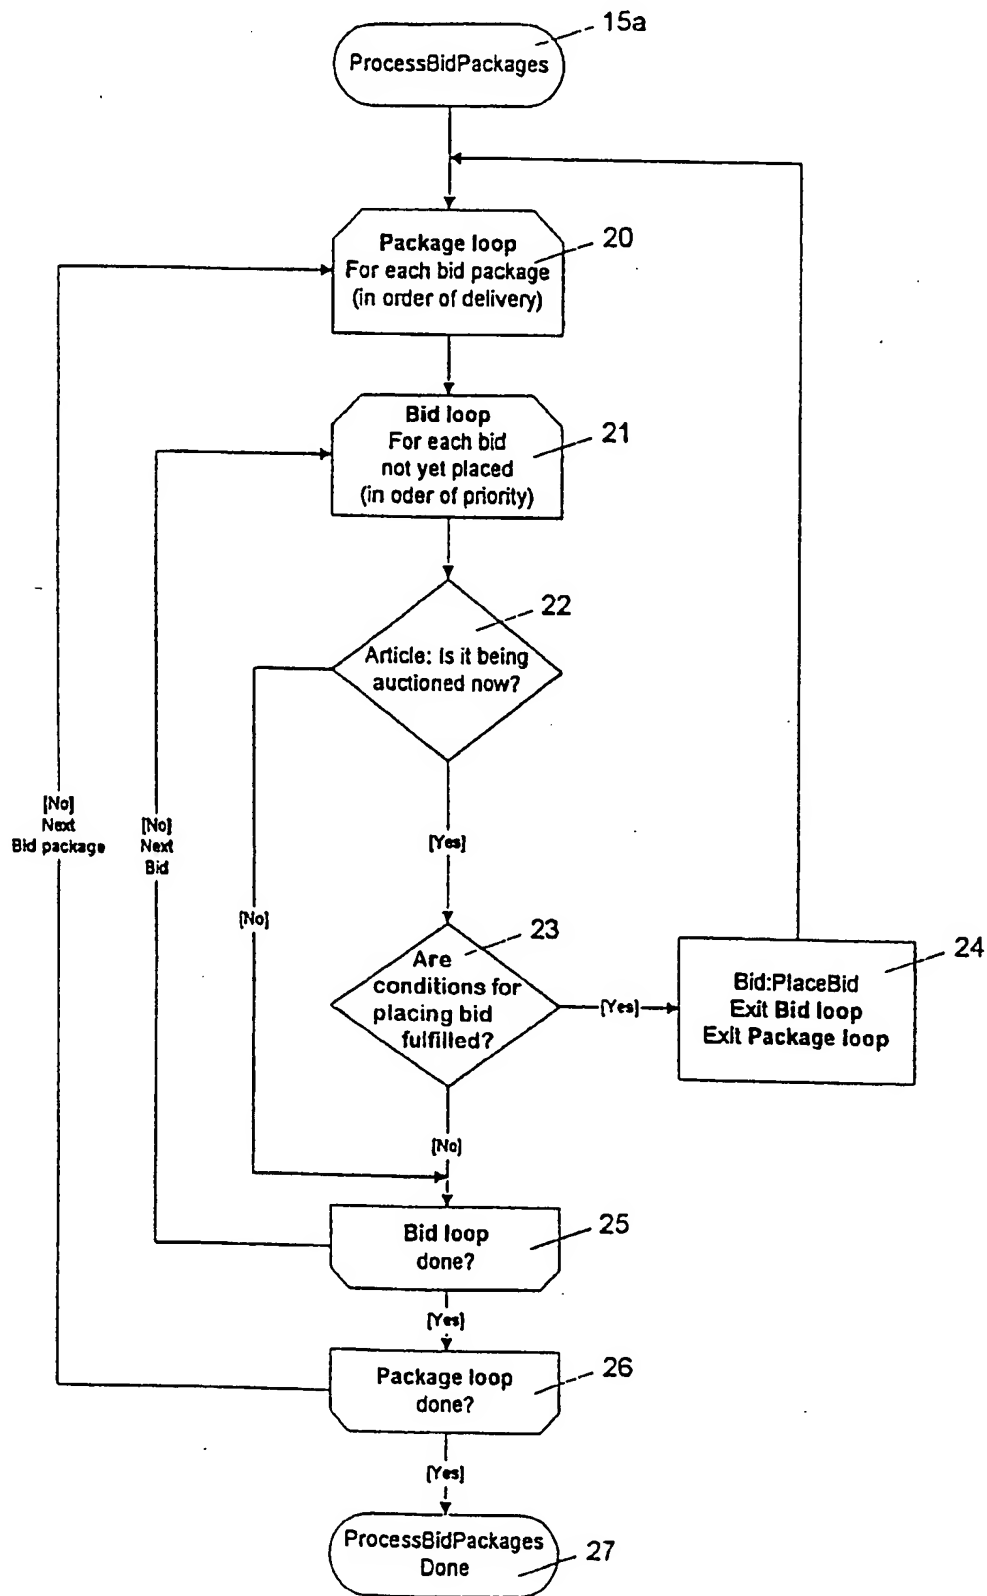 15a
ProcessBidPackages
Package loop
For each bid package
(in order of delivery)
20
Bid loop
For each bid
not yet placed
(in oder of priority)
21
22
Article: Is it being
auctioned now?
[No]
Next
Bid package
[No]
Next
Bid
[Yes]
[No]
23
Are
conditions for
placing bid
fulfilled?
[Yes]
24
Bid:PlaceBid
Exit Bid loop
Exit Package loop
[No]
Bid loop
done?
25
[Yes]
Package loop
done?
26
[Yes]
ProcessBidPackages
Done
27